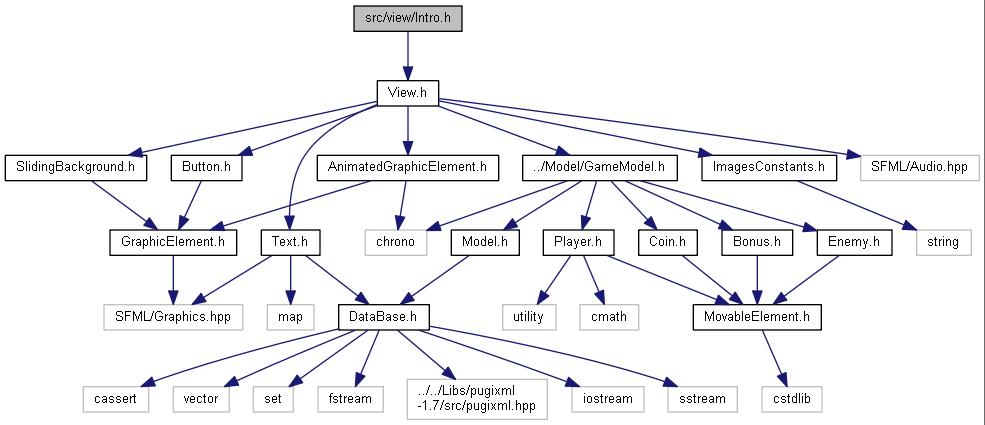 src/view/Intro.h
View.h
SlidingBackground.h
Button.h
AnimatedGraphicElement.h
../Model/GameModel.h
ImagesConstants.h
SFML/Audio.hpp
GraphicElement.h
Text.h
chrono
Model.h
Player.h
Coin.h
Bonus.h
Enemy.h
string
SFML/Graphics.hpp
map
DataBase.h
utility
cmath
MovableElement.h
cassert
vector
set
fstream
../../Libs/pugixml
-1.7/src/pugixml.hpp
iostream
sstream
cstdlib